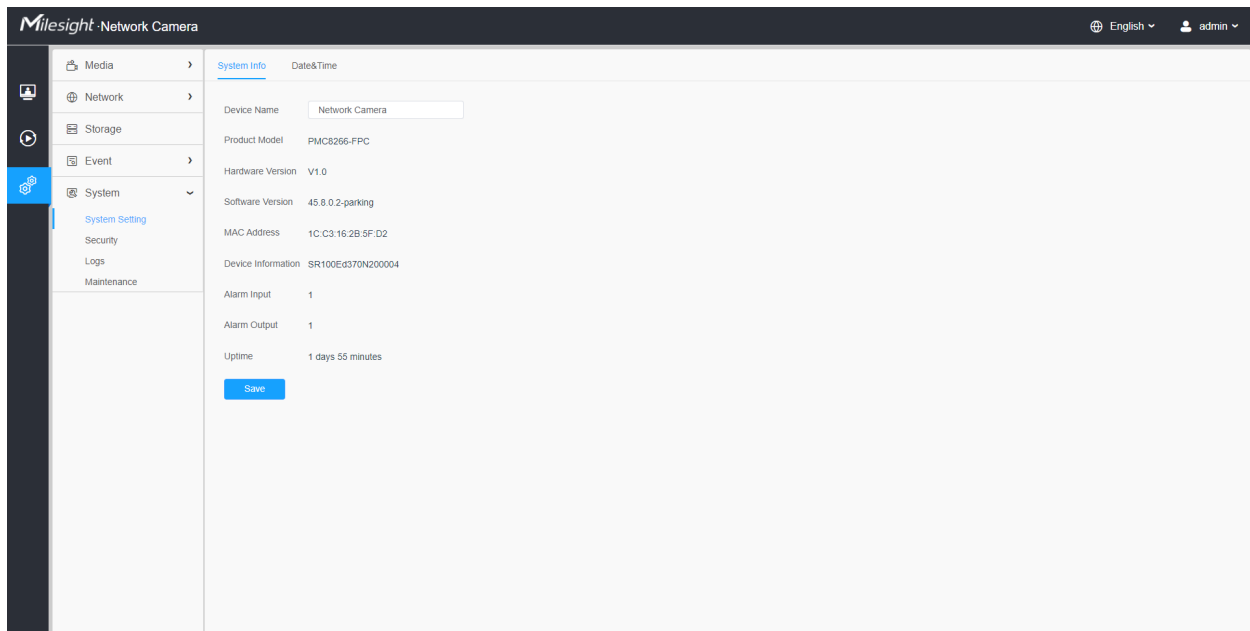 Milesight · Network Camera
English
admin
Media
Network
Storage
Event
System
System Setting
Security
Logs
Maintenance
System Info Date&Time
Device Name Network Camera
Product Model PMC8266-FPC
Hardware Version V1.0
Software Version 45.8.0.2-parking
MAC Address 1C:C3:16:2B:5F:D2
Device Information SR100Ed370N200004
Alarm Input 1
Alarm Output 1
Uptime 1 days 55 minutes
Save